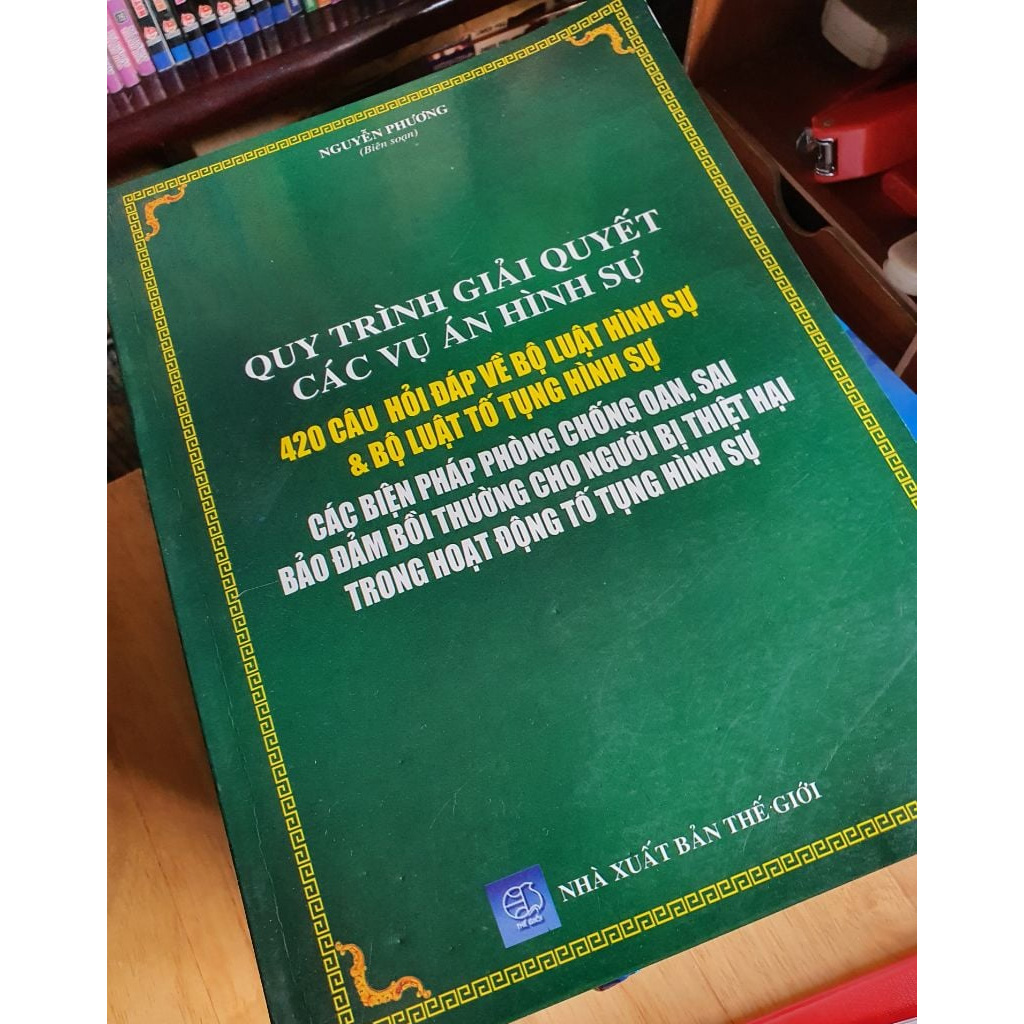 NGUYỄN PHƯƠNG
(Biên soạn)
QUY TRÌNH GIẢI QUYẾT
CÁC VỤ ÁN HÌNH SỰ
420 CÂU HỎI ĐÁP VỀ BỘ LUẬT HÌNH SỰ
& BỘ LUẬT TỐ TỤNG HÌNH SỰ
CÁC BIỆN PHÁP PHÒNG CHỐNG OAN, SAI
BẢO ĐẢM BỒI THƯỜNG CHO NGƯỜI BỊ THIỆT HẠI
TRONG HOẠT ĐỘNG TỐ TỤNG HÌNH SỰ
THẾ GIỚI
NHÀ XUẤT BẢN THẾ GIỚI